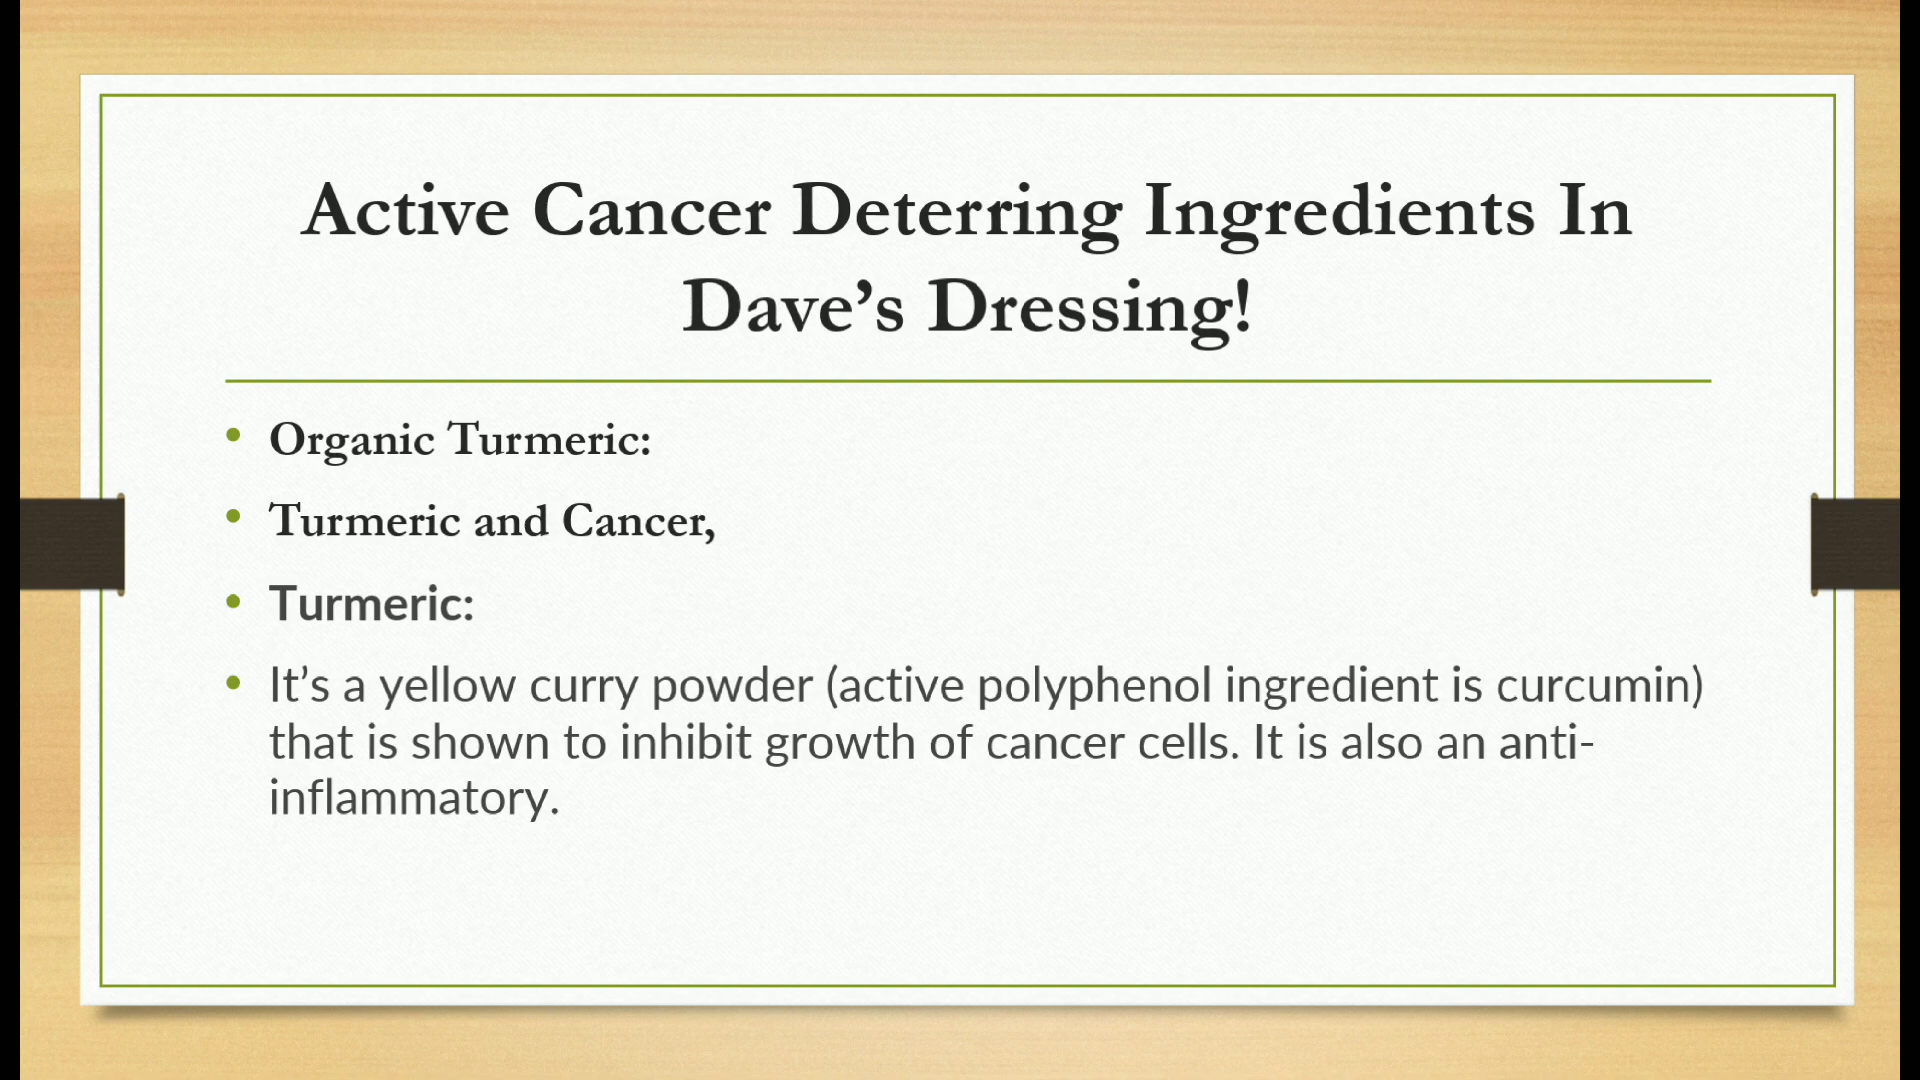 Active Cancer Deterring Ingredients In
Dave’s Dressing!
• Organic Turmeric:
• Turmeric and Cancer,
• Turmeric:
• It’s a yellow curry powder (active polyphenol ingredient is curcumin)
that is shown to inhibit growth of cancer cells. It is also an anti-
inflammatory.